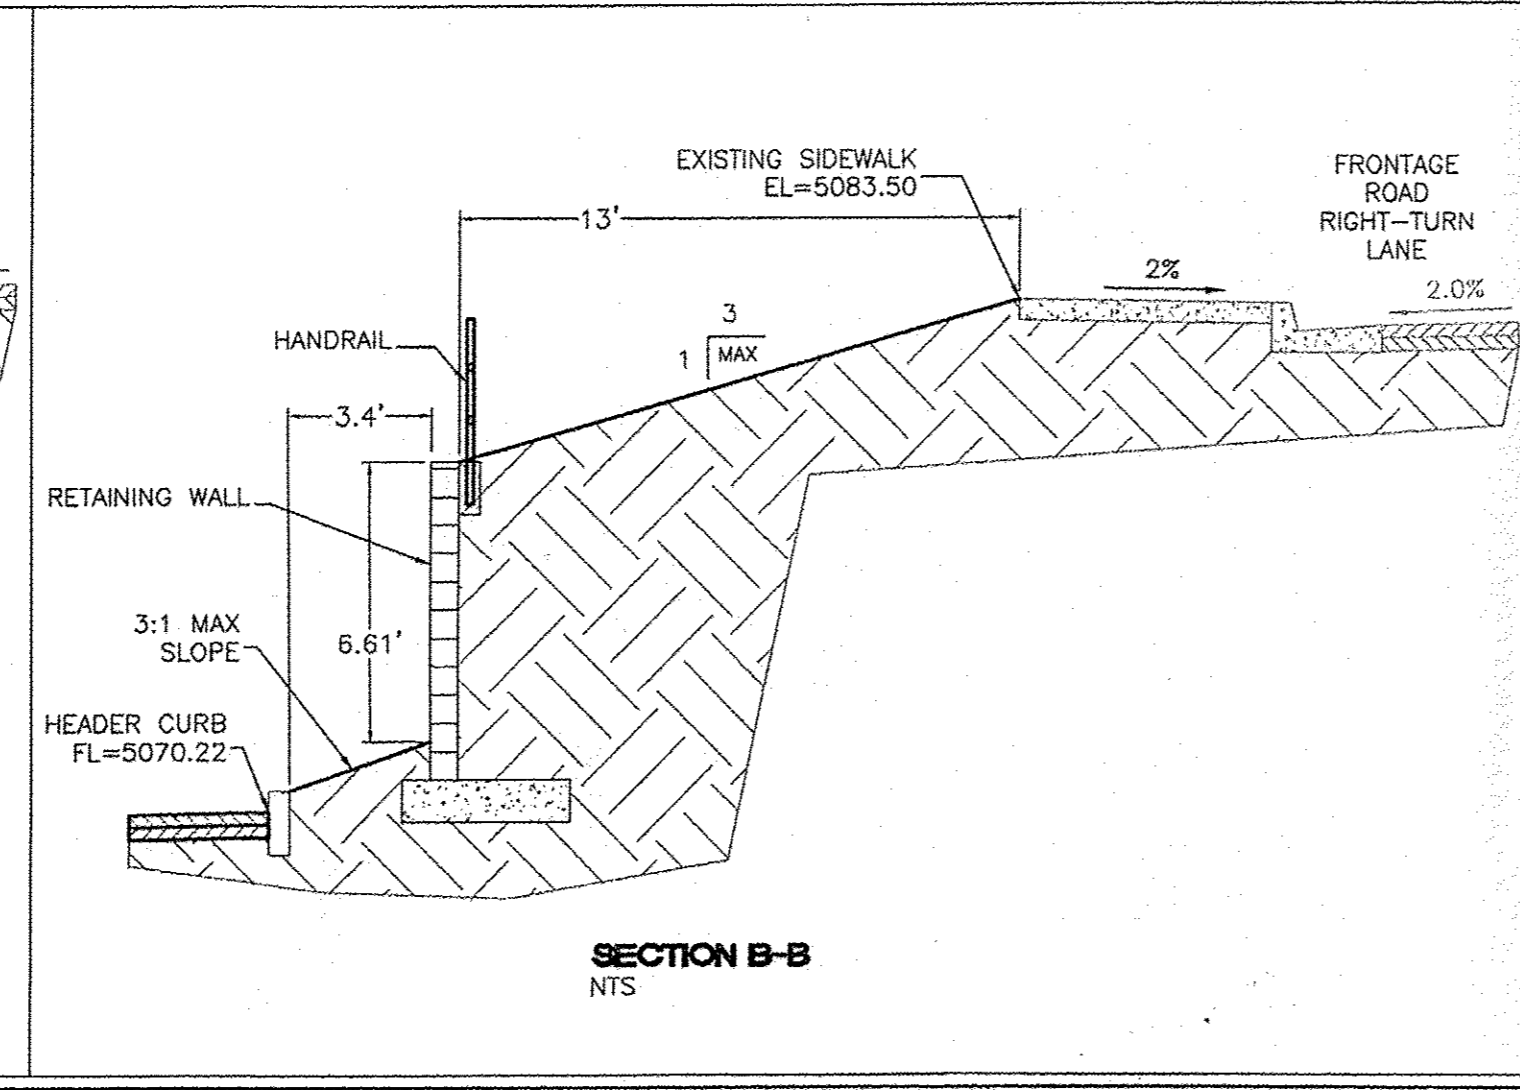 EXISTING SIDEWALK
EL=5083.50
FRONTAGE
ROAD
RIGHT-TURN
LANE
13'
2%
2.0%
3
1
MAX
HANDRAIL
3.4'
RETAINING WALL
3:1 MAX
SLOPE
6.61'
HEADER CURB
FL=5070.22
SECTION B-B
NTS